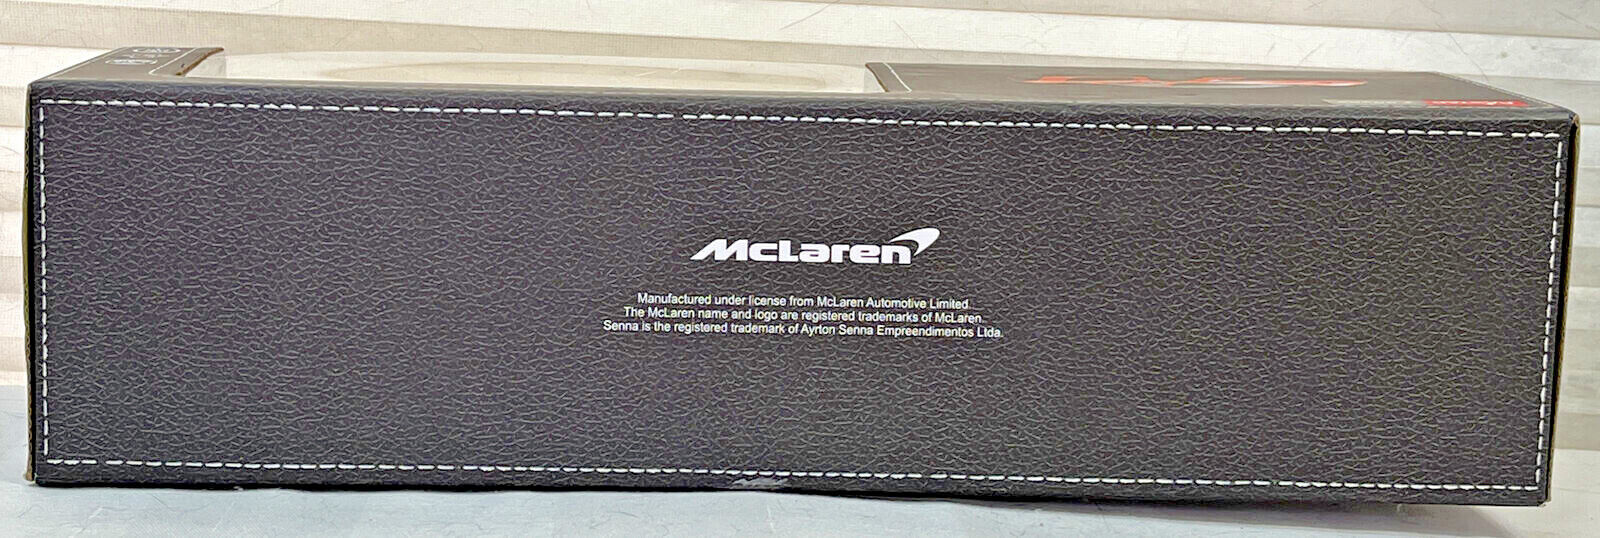 McLaren
Manufactured under license from McLaren Automotive Limited.
The McLaren name and logo are registered trademarks of McLaren.
Senna is the registered trademark of Ayrton Senna Empreendimentos Ltda.